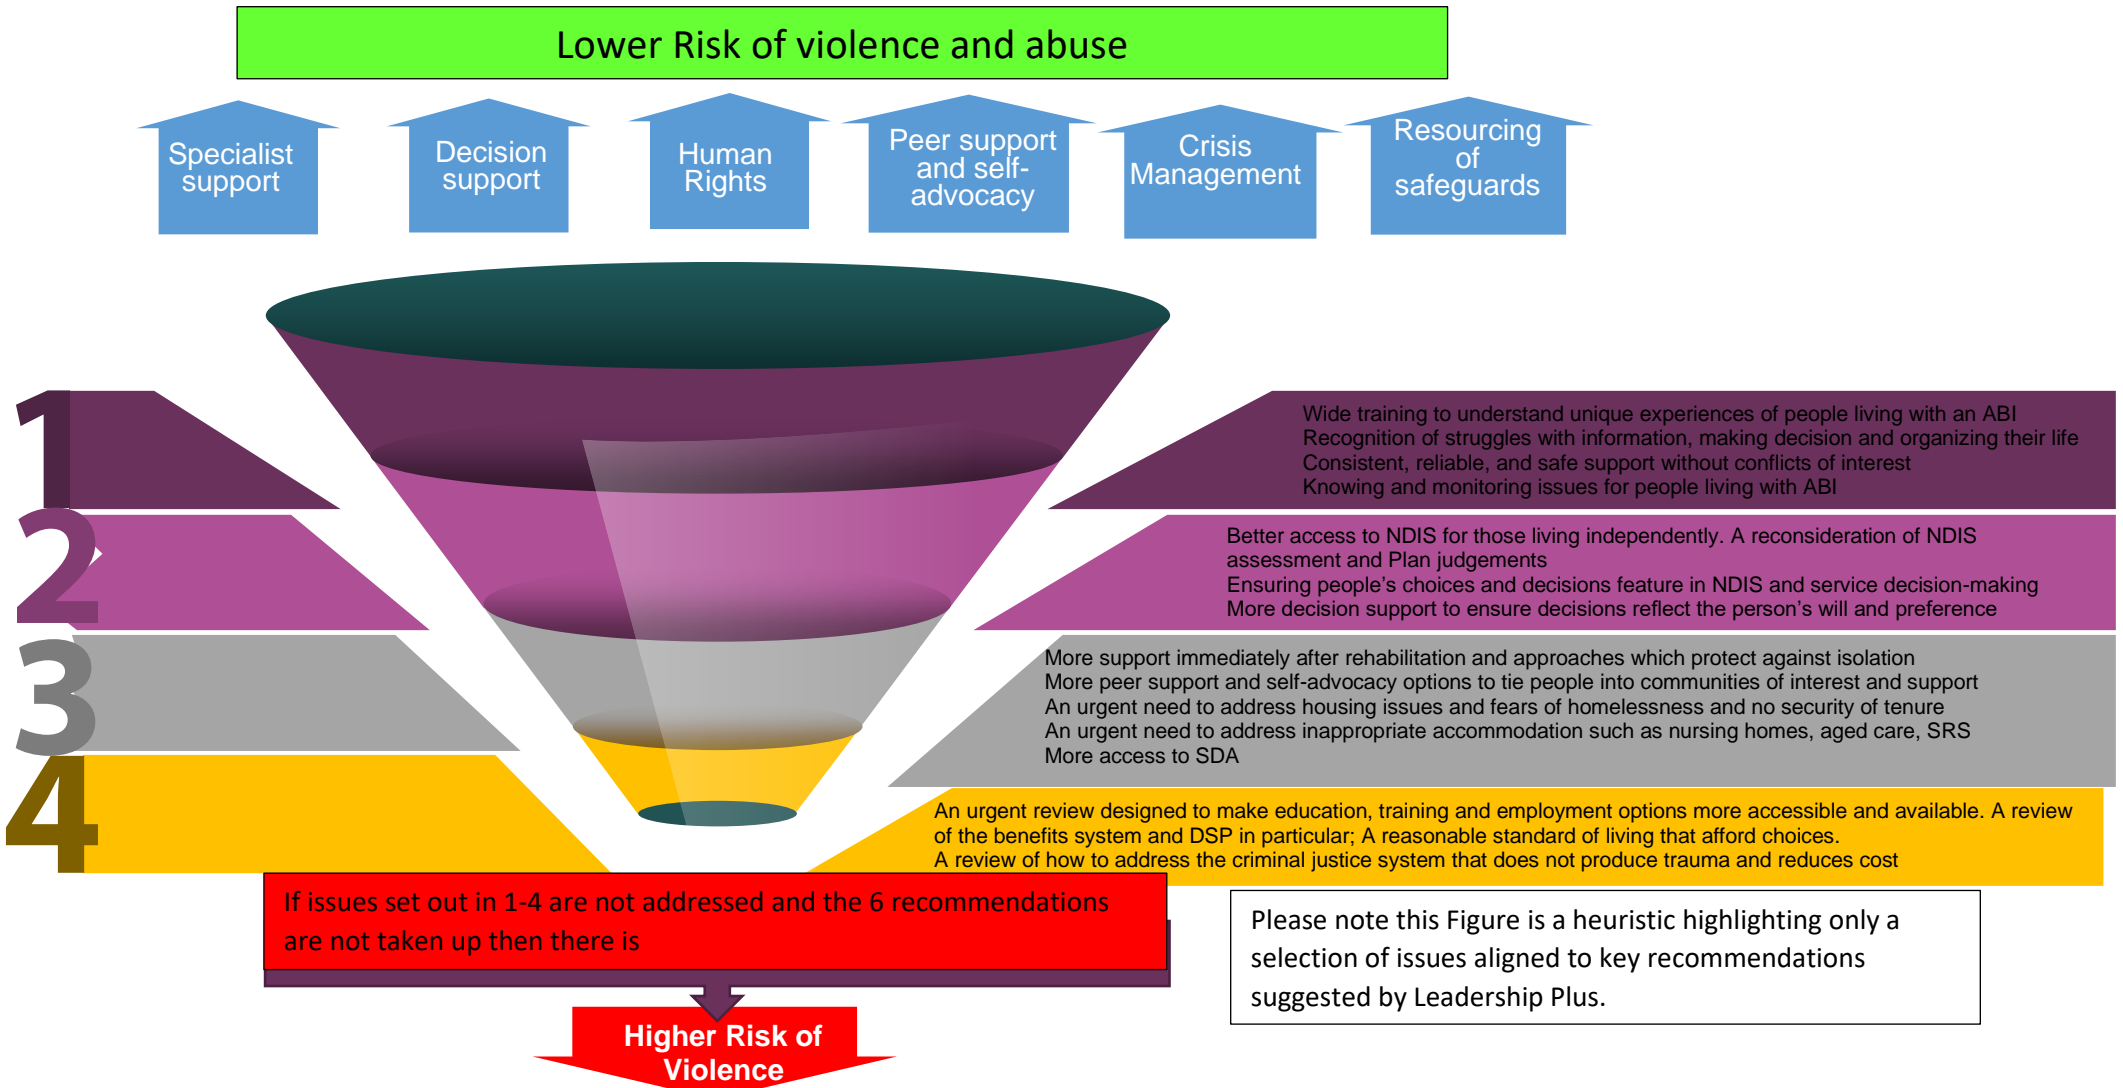 Lower Risk of violence and abuse
Specialist
support
Decision
support
Human
Rights
Peer support
and self-
advocacy
Crisis
Management
Resourcing
of
safeguards
1
Wide training to understand unique experiences of people living with an ABI
Recognition of struggles with information, making decision and organizing their life
Consistent, reliable, and safe support without conflicts of interest
Knowing and monitoring issues for people living with ABI
2
Better access to NDIS for those living independently. A reconsideration of NDIS
assessment and Plan judgements
Ensuring people’s choices and decisions feature in NDIS and service decision-making
More decision support to ensure decisions reflect the person’s will and preference
3
More support immediately after rehabilitation and approaches which protect against isolation
More peer support and self-advocacy options to tie people into communities of interest and support
An urgent need to address housing issues and fears of homelessness and no security of tenure
An urgent need to address inappropriate accommodation such as nursing homes, aged care, SRS
More access to SDA
4
An urgent review designed to make education, training and employment options more accessible and available. A review
of the benefits system and DSP in particular; A reasonable standard of living that afford choices.
A review of how to address the criminal justice system that does not produce trauma and reduces cost
If issues set out in 1-4 are not addressed and the 6 recommendations
are not taken up then there is
Higher Risk of
Violence
Please note this Figure is a heuristic highlighting only a
selection of issues aligned to key recommendations
suggested by Leadership Plus.